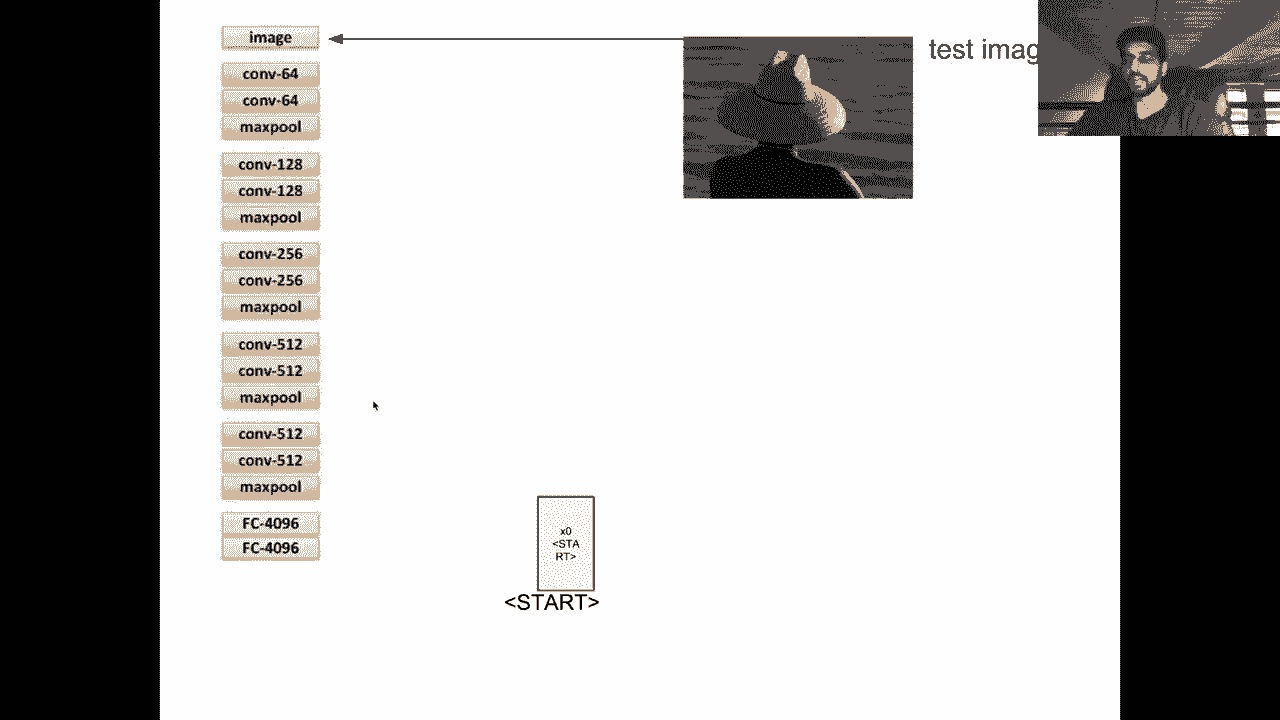 image
test imag
conv-64
conv-64
maxpool
conv-128
conv-128
maxpool
conv-256
conv-256
maxpool
conv-512
conv-512
maxpool
conv-512
conv-512
maxpool
FC-4096
FC-4096
x0
<STA
RT>
<START>